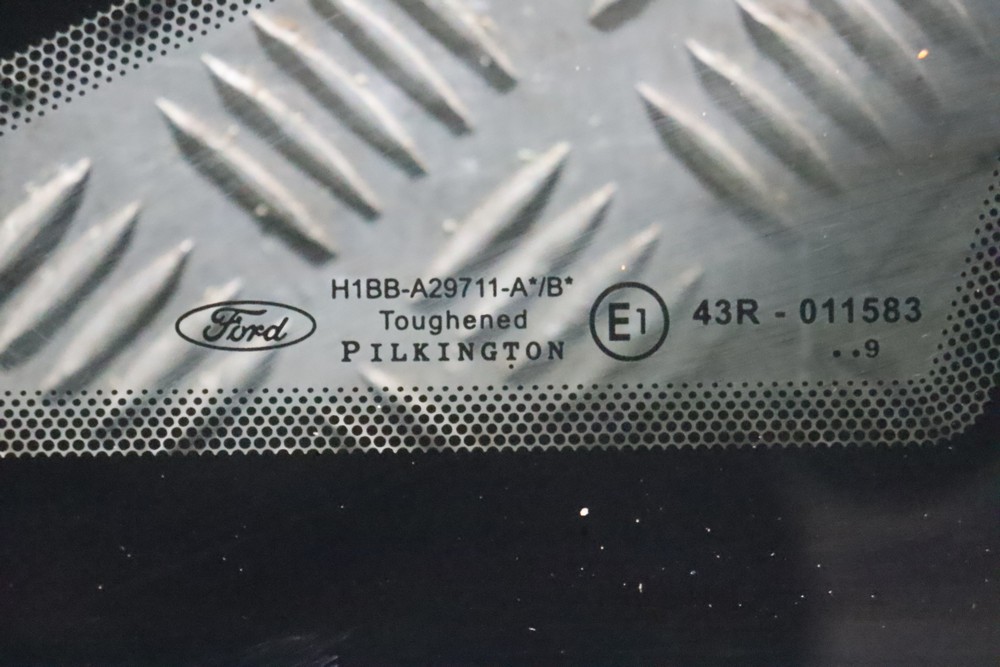 H1BB-A29711-A*/B*
Ford
Toughened
PILKINGTON
E1
43R - 011583
..9